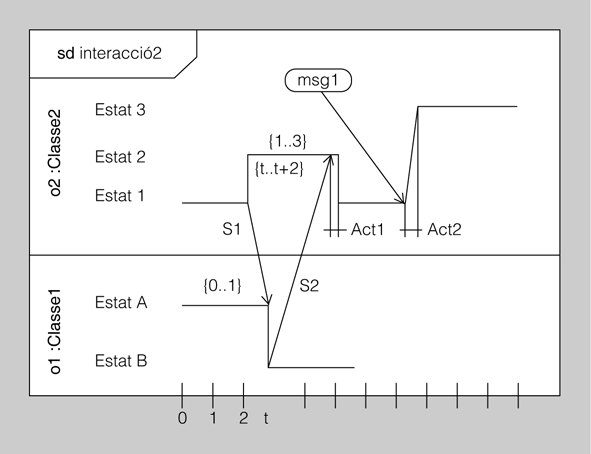 sd interacció2
msg1
o2 :Classe2
Estat 3
Estat 2
Estat 1
{1..3}
{t..t+2}
S1
Act1
Act2
o1 :Classe1
Estat A
Estat B
{0..1}
S2
0 1 2 t